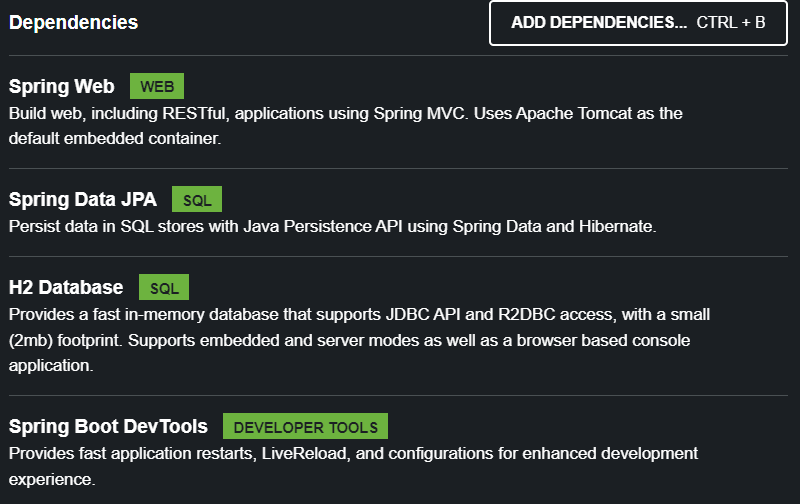 Dependencies
ADD DEPENDENCIES... CTRL + B
Spring Web WEB
Build web, including RESTful, applications using Spring MVC. Uses Apache Tomcat as the
default embedded container.
Spring Data JPA SQL
Persist data in SQL stores with Java Persistence API using Spring Data and Hibernate.
H2 Database SQL
Provides a fast in-memory database that supports JDBC API and R2DBC access, with a small
(2mb) footprint. Supports embedded and server modes as well as a browser based console
application.
Spring Boot DevTools DEVELOPER TOOLS
Provides fast application restarts, LiveReload, and configurations for enhanced development
experience.